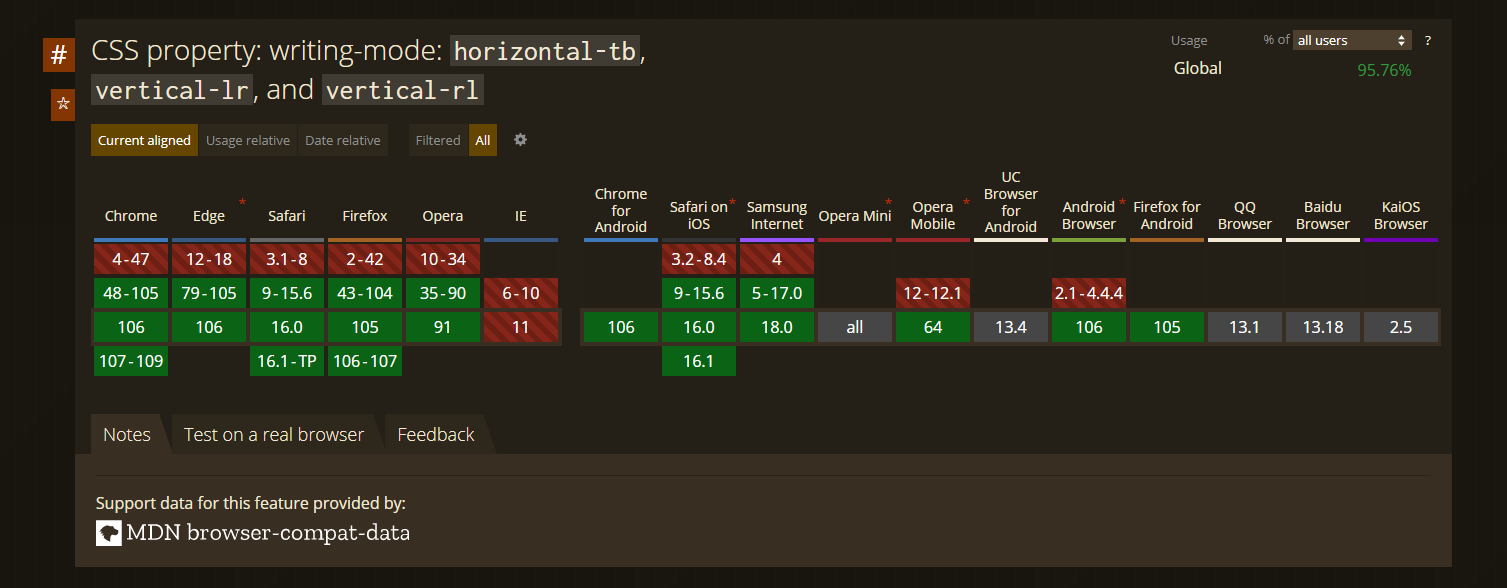 #
CSS property: writing-mode: horizontal-tb,
vertical-lr, and vertical-rl
Usage % of all users ?
Global 95.76%
Current aligned Usage relative Date relative Filtered All
Chrome Edge * Safari Firefox Opera IE Chrome for Android Safari on iOS * Samsung Internet Opera Mini * Opera Mobile * UC Browser for Android Android Browser * Firefox for Android QQ Browser Baidu Browser KaiOS Browser
4-47 12-18 3.1-8 2-42 10-34 3.2-8.4 4
48-105 79-105 9-15.6 43-104 35-90 6-10 9-15.6 5-17.0 12-12.1 2.1-4.4.4
106 106 16.0 105 91 11 106 16.0 18.0 all 64 13.4 106 105 13.1 13.18 2.5
107-109 16.1-TP 106-107 16.1
Notes Test on a real browser Feedback
Support data for this feature provided by:
MDN browser-compat-data